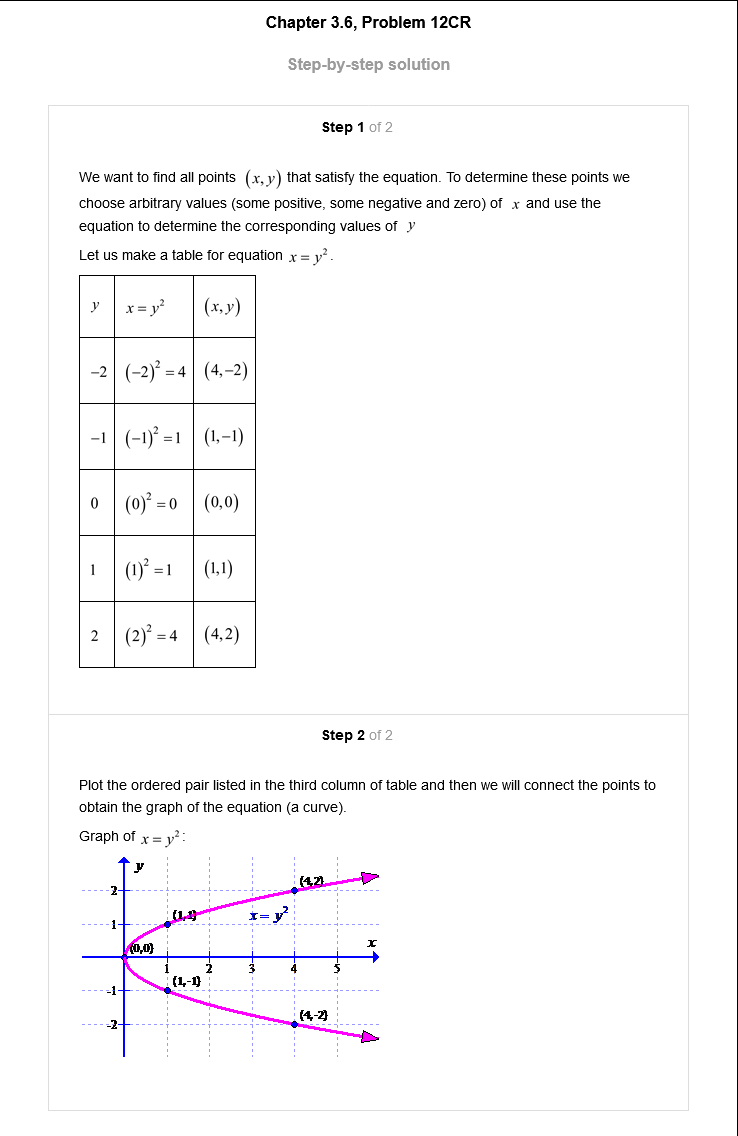 Chapter 3.6, Problem 12CR
Step-by-step solution
Step 1 of 2
We want to find all points (x, y) that satisfy the equation. To determine these points we
choose arbitrary values (some positive, some negative and zero) of x and use the
equation to determine the corresponding values of y
Let us make a table for equation x = y².
y x = y² (x, y)
−2 (−2)² = 4 (4,−2)
−1 (−1)² = 1 (1,−1)
0 (0)² = 0 (0,0)
1 (1)² = 1 (1,1)
2 (2)² = 4 (4,2)
Step 2 of 2
Plot the ordered pair listed in the third column of table and then we will connect the points to
obtain the graph of the equation (a curve).
Graph of x = y²:
y
(4,2)
2
(1,1) x = y²
1
(0,0) x
1 2 3 4 5
(1,-1)
-1
(4,-2)
-2